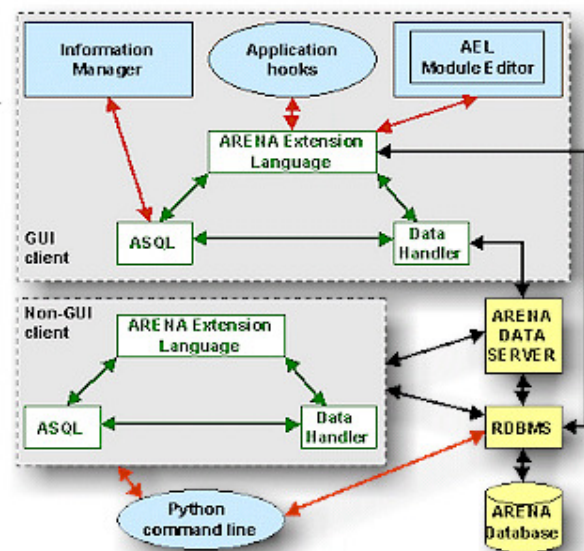 Information
Manager
Application
hooks
AEL
Module Editor
ARENA Extension
Language
ASQL
Data
Handler
GUI
client
Non-GUI
client
ARENA Extension
Language
ASQL
Data
Handler
ARENA
DATA
SERVER
RDBMS
ARENA
Database
Python
command line